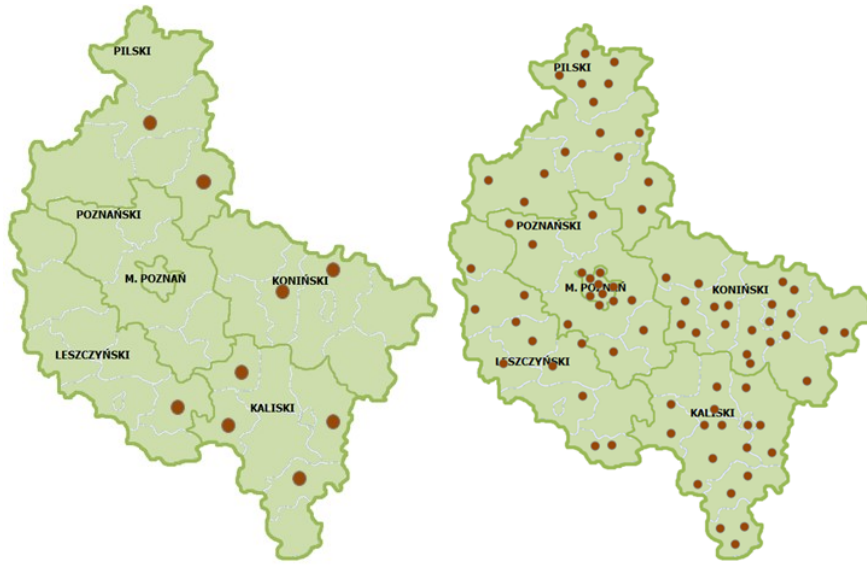 PILSKI
POZNAŃSKI
M. POZNAŃ
KONIŃSKI
LESZCZYŃSKI
KALISKI
PILSKI
POZNAŃSKI
M. POZNAŃ
KONIŃSKI
LESZCZYŃSKI
KALISKI